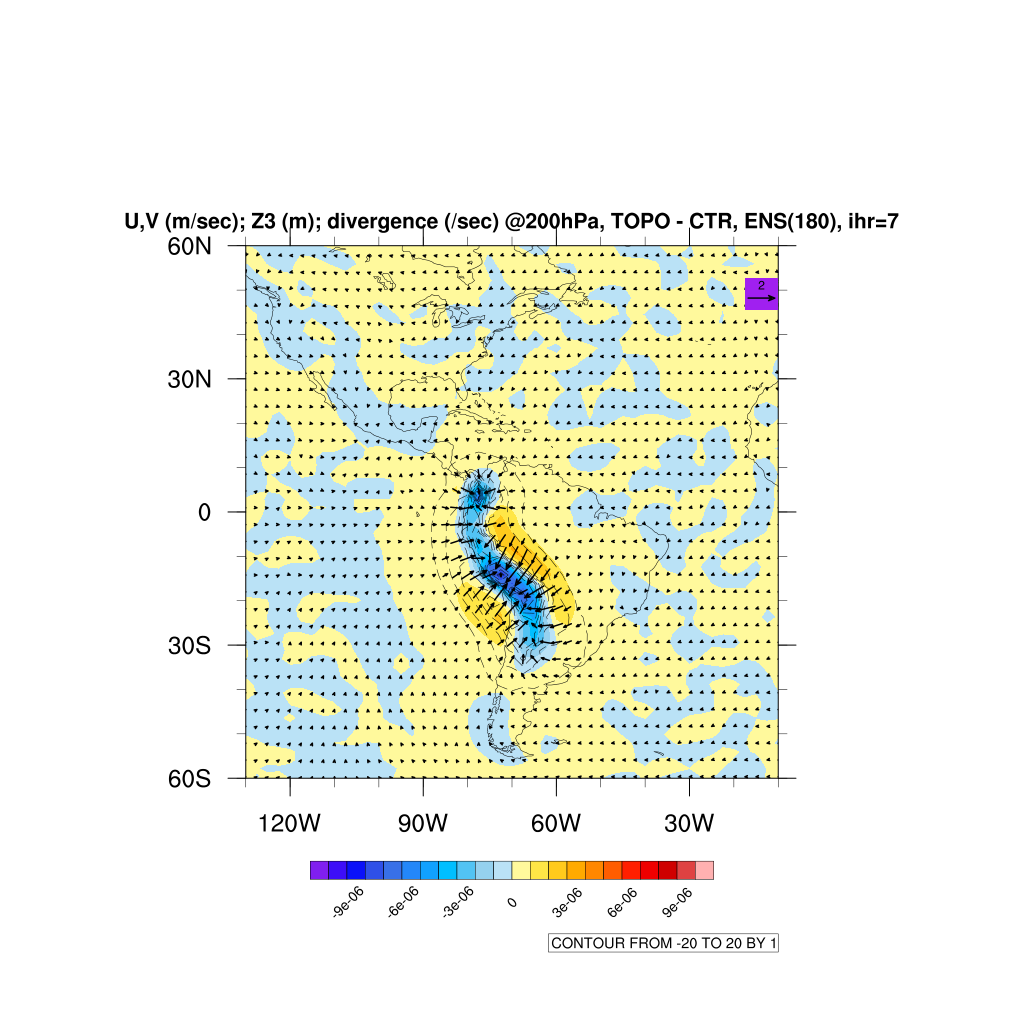 U,V (m/sec); Z3 (m); divergence (/sec) @200hPa, TOPO - CTR, ENS(180), ihr=7
60N
2
30N
0
30S
60S
120W 90W 60W 30W
-9e-06 -6e-06 -3e-06 0 3e-06 6e-06 9e-06
CONTOUR FROM -20 TO 20 BY 1